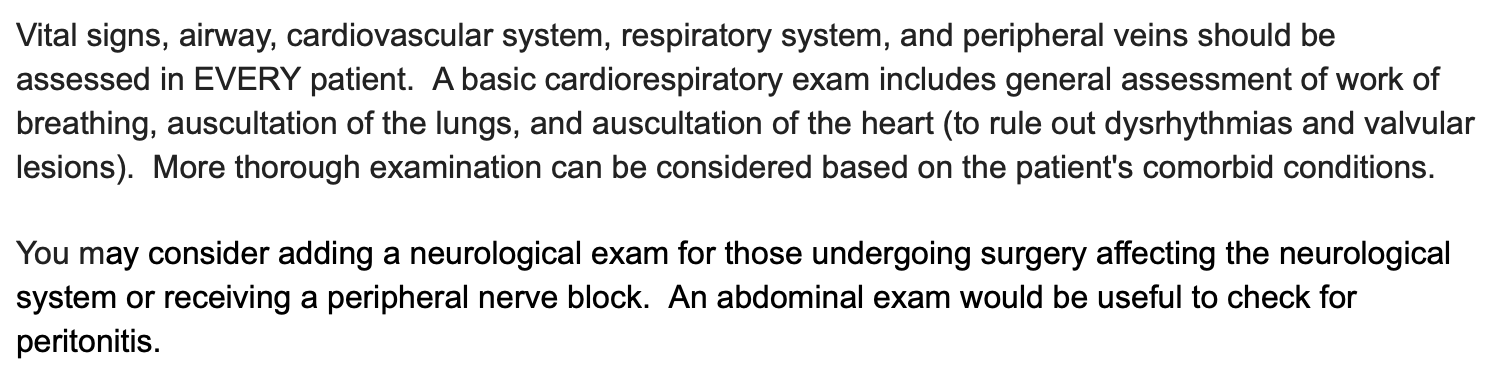 Vital signs, airway, cardiovascular system, respiratory system, and peripheral veins should be
assessed in EVERY patient.  A basic cardiorespiratory exam includes general assessment of work of
breathing, auscultation of the lungs, and auscultation of the heart (to rule out dysrhythmias and valvular
lesions).  More thorough examination can be considered based on the patient's comorbid conditions.
You may consider adding a neurological exam for those undergoing surgery affecting the neurological
system or receiving a peripheral nerve block.  An abdominal exam would be useful to check for
peritonitis.